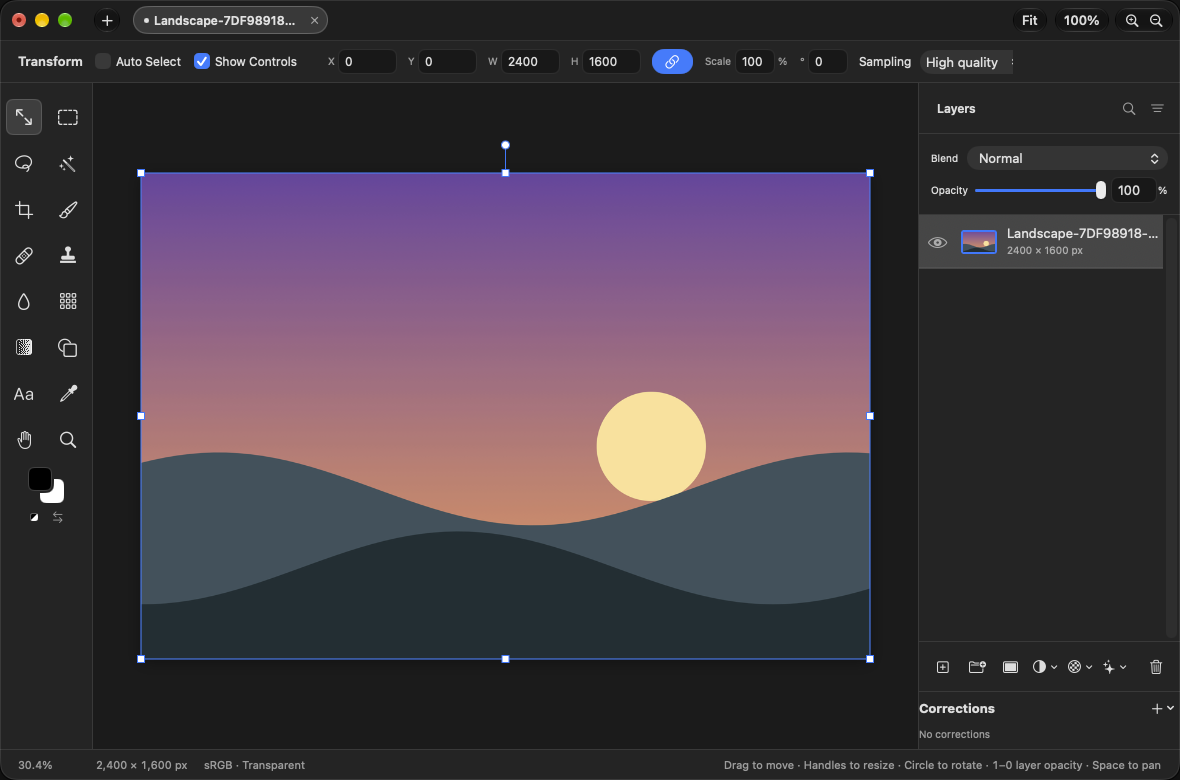 Landscape-7DF98918...
Fit
100%
Transform
Auto Select
Show Controls
X 0
Y 0
W 2400
H 1600
Scale 100 %
° 0
Sampling
High quality
Layers
Blend Normal
Opacity 100 %
Landscape-7DF98918-...
2400 × 1600 px
Aa
Corrections
No corrections
30.4%
2,400 × 1,600 px
sRGB · Transparent
Drag to move · Handles to resize · Circle to rotate · 1–0 layer opacity · Space to pan